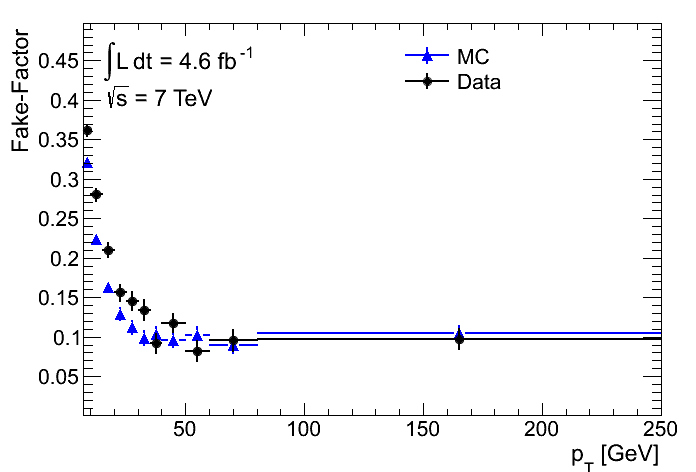 Fake-Factor
0.45
0.4
0.35
0.3
0.25
0.2
0.15
0.1
0.05
∫L dt = 4.6 fb⁻¹
√s = 7 TeV
MC
Data
50 100 150 200 250
p_T [GeV]